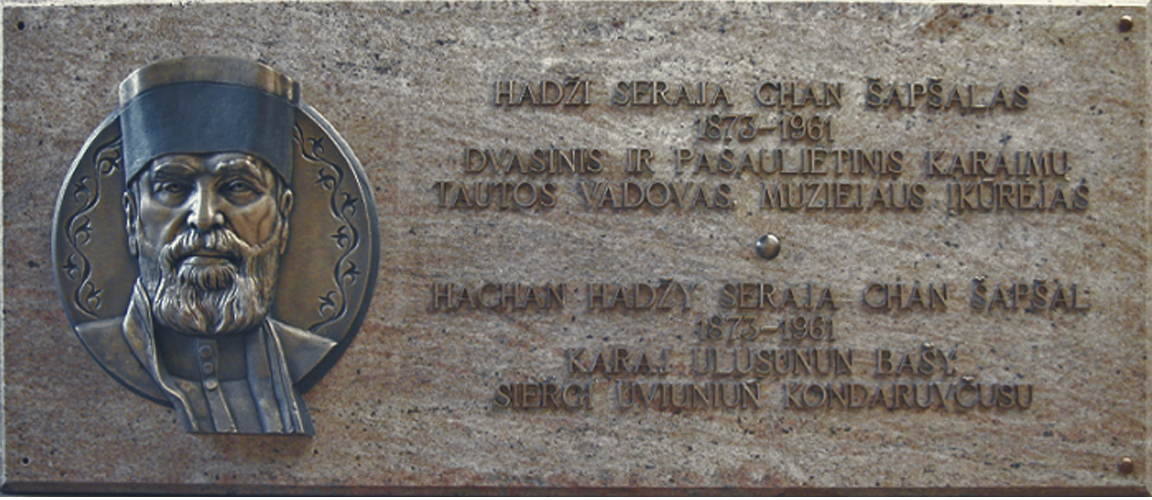 HADŽI SERAJA CHAN ŠAPŠALAS
1873–1961
DVASINIS IR PASAULIETINIS KARAIMŲ
TAUTOS VADOVAS, MUZIEJAUS ĮKŪRĖJAS
HACHAN HADŽY SERAJA CHAN ŠAPŠAL
1873–1961
KARAJ ULUSUNUN BAŠY,
SIERGI ÜVIUNIUŃ KONDARUVČUSU